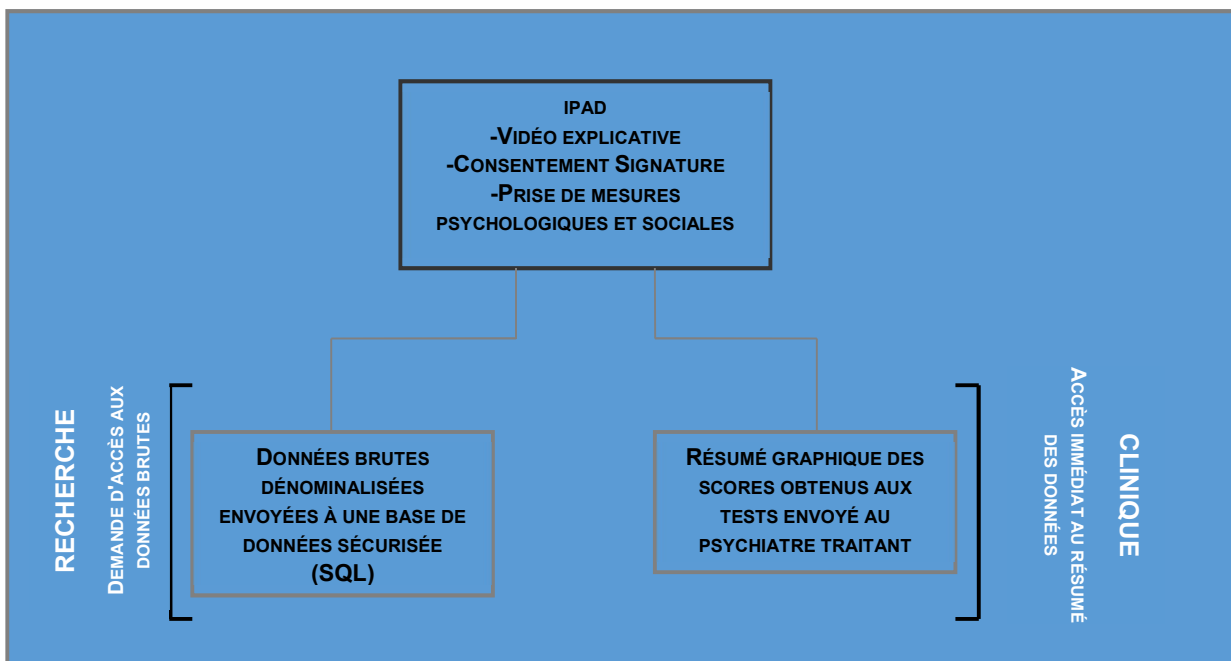 IPAD
-VIDÉO EXPLICATIVE
-CONSENTEMENT SIGNATURE
-PRISE DE MESURES
PSYCHOLOGIQUES ET SOCIALES
RECHERCHE
DEMANDE D'ACCÈS AUX
DONNÉES BRUTES
DONNÉES BRUTES
DÉNOMINALISÉES
ENVOYÉES À UNE BASE DE
DONNÉES SÉCURISÉE
(SQL)
RÉSUMÉ GRAPHIQUE DES
SCORES OBTENUS AUX
TESTS ENVOYÉ AU
PSYCHIATRE TRAITANT
CLINIQUE
ACCÈS IMMÉDIAT AU RÉSUMÉ
DES DONNÉES